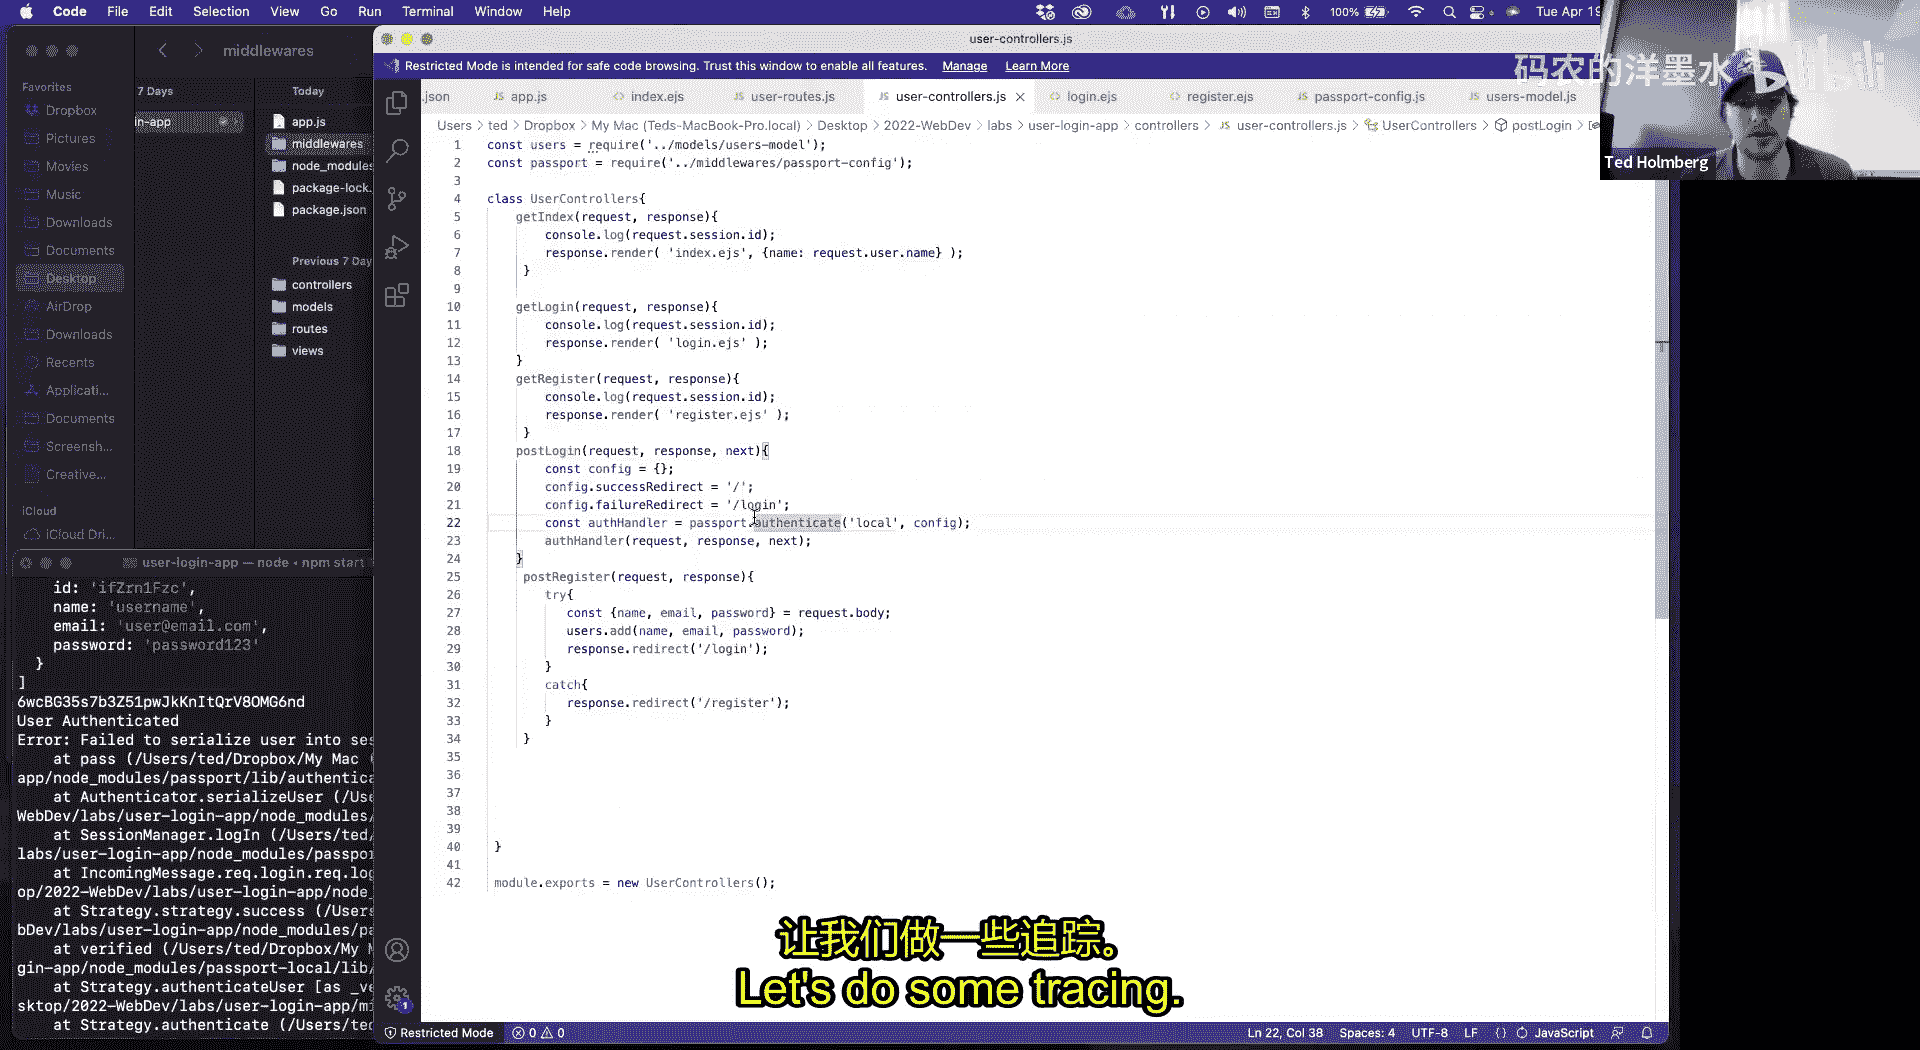 Code File Edit Selection View Go Run Terminal Window Help
100%
Tue Apr 19
码农的洋墨水
bilibili
Ted Holmberg
middlewares
Favorites
Dropbox
Pictures
Movies
Music
Downloads
Documents
Desktop
AirDrop
Downloads
Recents
Applicati...
Documents
Screensh...
Creative...
iCloud
iCloud Dri...
7 Days
in-app
Today
app.js
middlewares
node_modules
package-lock.
package.json
Previous 7 Day
controllers
models
routes
views
user-controllers.js
Restricted Mode is intended for safe code browsing. Trust this window to enable all features. Manage Learn More
.json app.js index.ejs user-routes.js user-controllers.js login.ejs register.ejs passport-config.js users-model.js
Users > ted > Dropbox > My Mac (Teds-MacBook-Pro.local) > Desktop > 2022-WebDev > labs > user-login-app > controllers > JS user-controllers.js > UserControllers > postLogin >
1 const users = require('../models/users-model');
2 const passport = require('../middlewares/passport-config');
3
4 class UserControllers{
5 getIndex(request, response){
6 console.log(request.session.id);
7 response.render( 'index.ejs', {name: request.user.name} );
8 }
9
10 getLogin(request, response){
11 console.log(request.session.id);
12 response.render( 'login.ejs' );
13 }
14 getRegister(request, response){
15 console.log(request.session.id);
16 response.render( 'register.ejs' );
17 }
18 postLogin(request, response, next){
19 const config = {};
20 config.successRedirect = '/';
21 config.failureRedirect = '/login';
22 const authHandler = passport.authenticate('local', config);
23 authHandler(request, response, next);
24 }
25 postRegister(request, response){
26 try{
27 const {name, email, password} = request.body;
28 users.add(name, email, password);
29 response.redirect('/login');
30 }
31 catch{
32 response.redirect('/register');
33 }
34 }
35
36
37
38
39
40 }
41
42 module.exports = new UserControllers();
user-login-app — node ◂ npm start
id: 'ifZrn1Fzc',
name: 'username',
email: 'user@email.com',
password: 'password123'
}
]
6wcBG35s7b3Z51pwJkKnItQrV8OMG6nd
User Authenticated
Error: Failed to serialize user into ses
at pass (/Users/ted/Dropbox/My Mac (
app/node_modules/passport/lib/authentica
at Authenticator.serializeUser (/Use
WebDev/labs/user-login-app/node_modules/
at SessionManager.logIn (/Users/ted/
labs/user-login-app/node_modules/passpor
at IncomingMessage.req.login.req.log
op/2022-WebDev/labs/user-login-app/node_
at Strategy.strategy.success (/Users
bDev/labs/user-login-app/node_modules/pa
at verified (/Users/ted/Dropbox/My M
gin-app/node_modules/passport-local/lib/
at Strategy.authenticateUser [as _ve
sktop/2022-WebDev/labs/user-login-app/mi
at Strategy.authenticate (/Users/ted
让我们做一些追踪。
Let's do some tracing.
Restricted Mode 0 0 Ln 22, Col 38 Spaces: 4 UTF-8 LF {} JavaScript